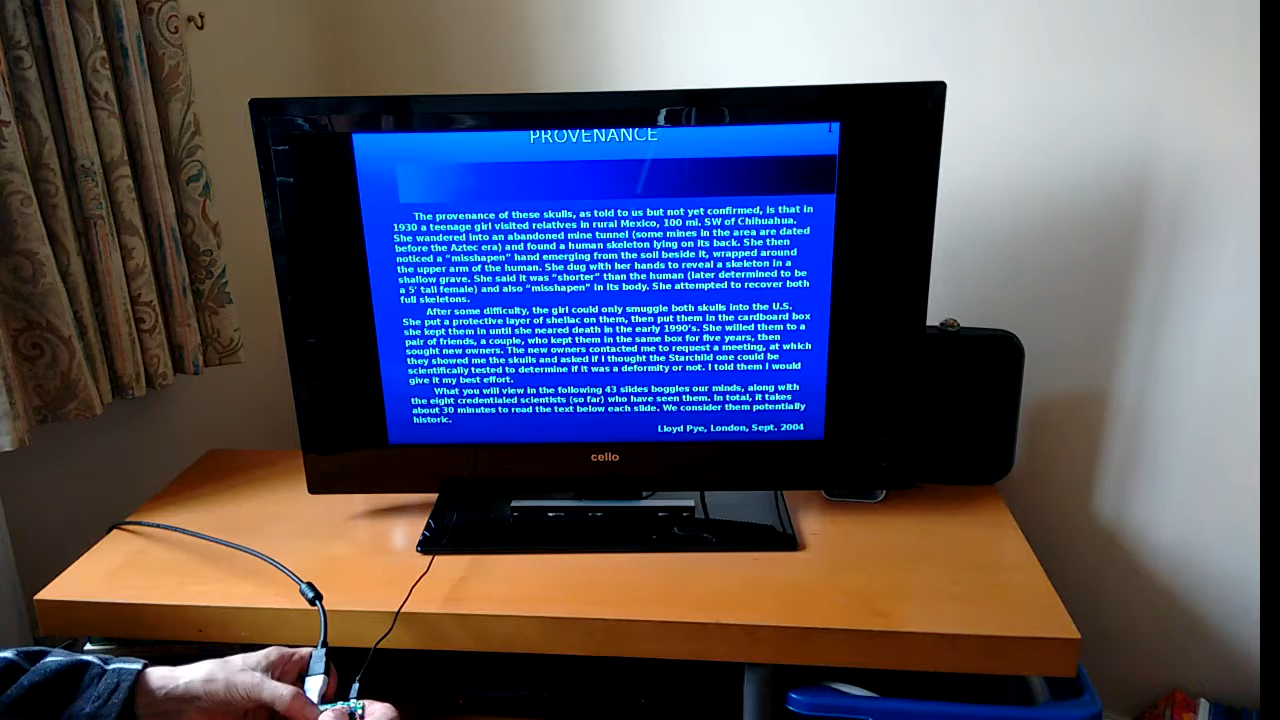 PROVENANCE
The provenance of these skulls, as told to us but not yet confirmed, is that in
1930 a teenage girl visited relatives in rural Mexico, 100 mi. SW of Chihuahua.
She wandered into an abandoned mine tunnel (some mines in the area are dated
before the Aztec era) and found a human skeleton lying on its back. She then
noticed a “misshapen” hand emerging from the soil beside it, wrapped around
the upper arm of the human. She dug with her hands to reveal a skeleton in a
shallow grave. She said it was “shorter” than the human (later determined to be
a 5’ tall female) and also “misshapen” in its body. She attempted to recover both
full skeletons.
After some difficulty, the girl could only smuggle both skulls into the U.S.
She put a protective layer of shellac on them, then put them in the cardboard box
she kept them in until she neared death in the early 1990’s. She willed them to a
pair of friends, a couple, who kept them in the same box for five years, then
sought new owners. The new owners contacted me to request a meeting, at which
they showed me the skulls and asked if I thought the Starchild one could be
scientifically tested to determine if it was a deformity or not. I told them I would
give it my best effort.
What you will view in the following 43 slides boggles our minds, along with
the eight credentialed scientists (so far) who have seen them. In total, it takes
about 30 minutes to read the text below each slide. We consider them potentially
historic.
Lloyd Pye, London, Sept. 2004
cello